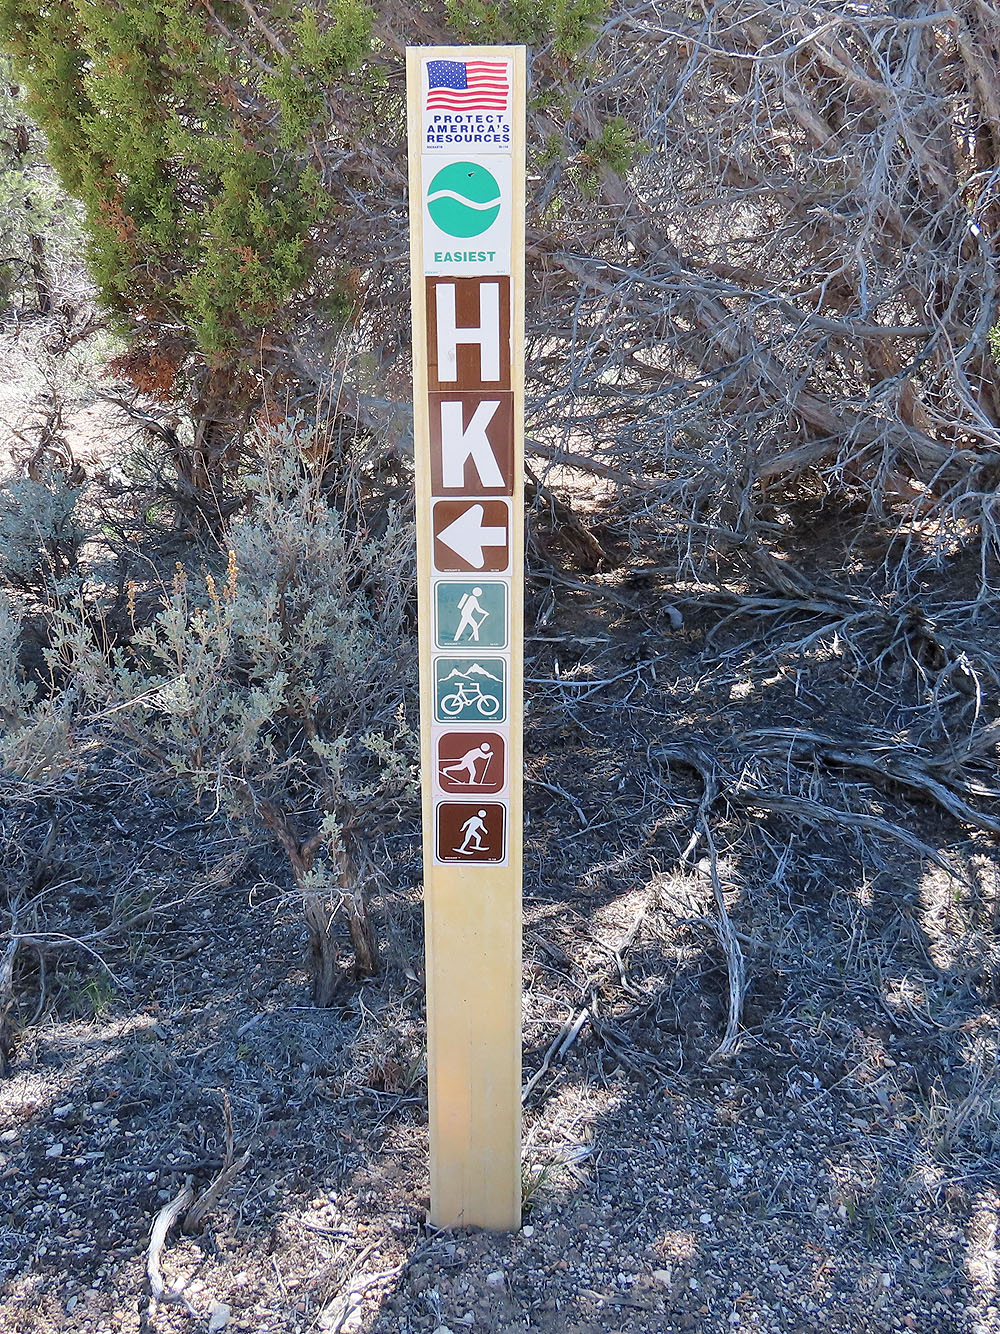 PROTECT
AMERICA'S
RESOURCES
EASIEST
H
K